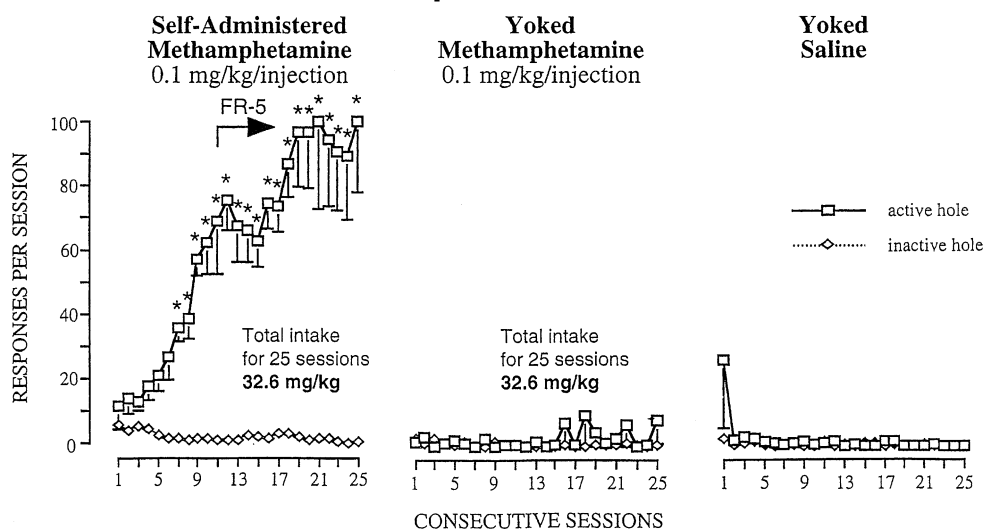 Self-Administered
Methamphetamine
0.1 mg/kg/injection
Yoked
Methamphetamine
0.1 mg/kg/injection
Yoked
Saline
FR-5
* * * * * * * * * * * * * * * * * * *
RESPONSES PER SESSION
100
80
60
40
20
0
Total intake
for 25 sessions
32.6 mg/kg
Total intake
for 25 sessions
32.6 mg/kg
active hole
inactive hole
1 5 9 13 17 21 25
1 5 9 13 17 21 25
1 5 9 13 17 21 25
CONSECUTIVE SESSIONS